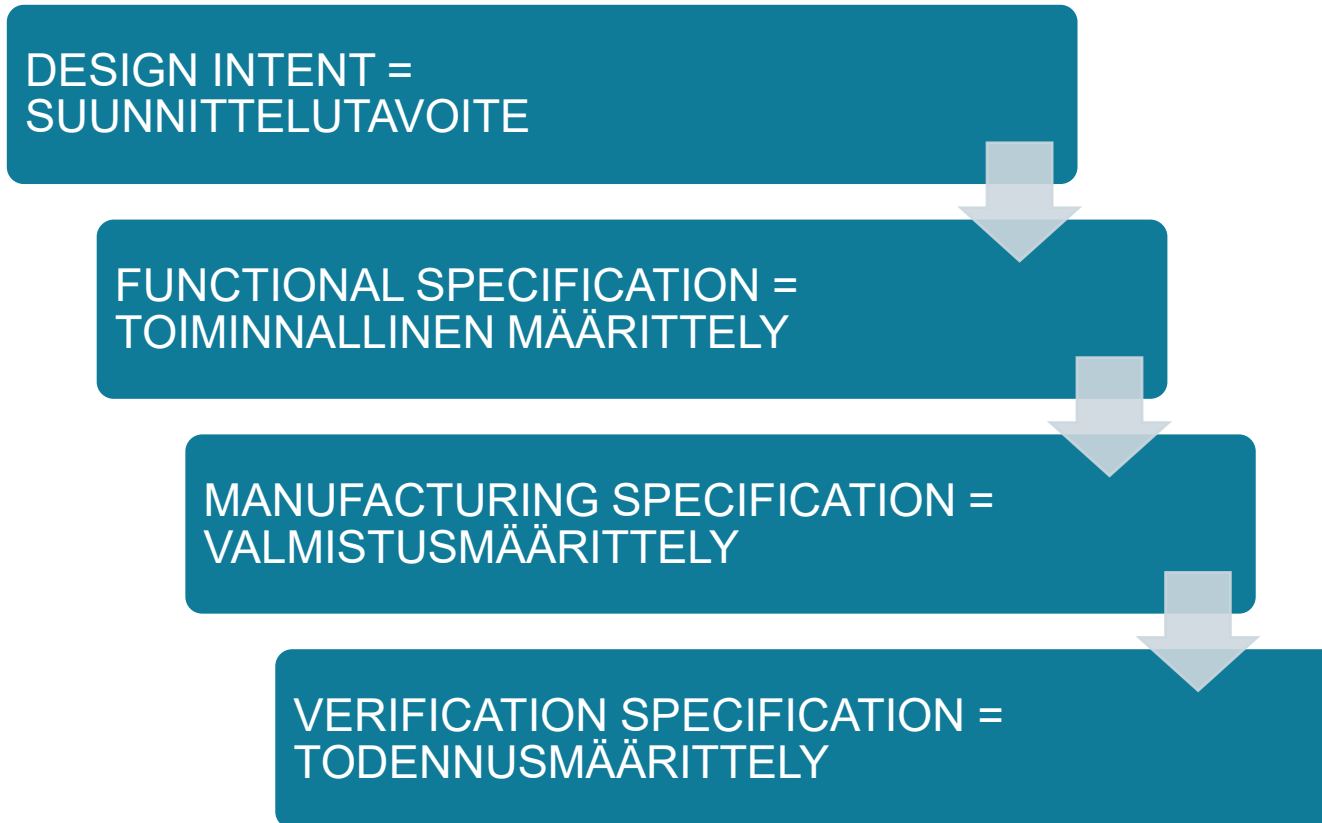 DESIGN INTENT =
SUUNNITTELUTAVOITE
FUNCTIONAL SPECIFICATION =
TOIMINNALLINEN MÄÄRITTELY
MANUFACTURING SPECIFICATION =
VALMISTUSMÄÄRITTELY
VERIFICATION SPECIFICATION =
TODENNUSMÄÄRITTELY